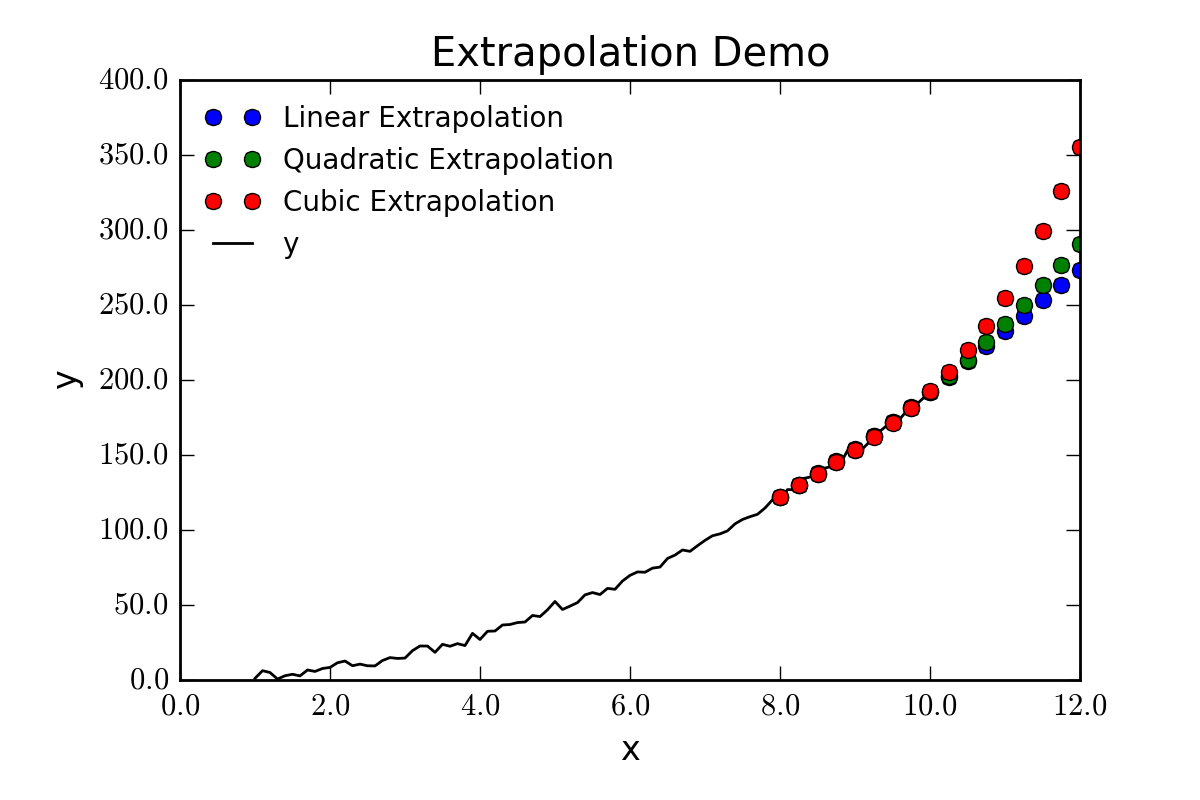 Extrapolation Demo
400.0
350.0
300.0
250.0
200.0
150.0
100.0
50.0
0.0
y
Linear Extrapolation
Quadratic Extrapolation
Cubic Extrapolation
y
0.0 2.0 4.0 6.0 8.0 10.0 12.0
x